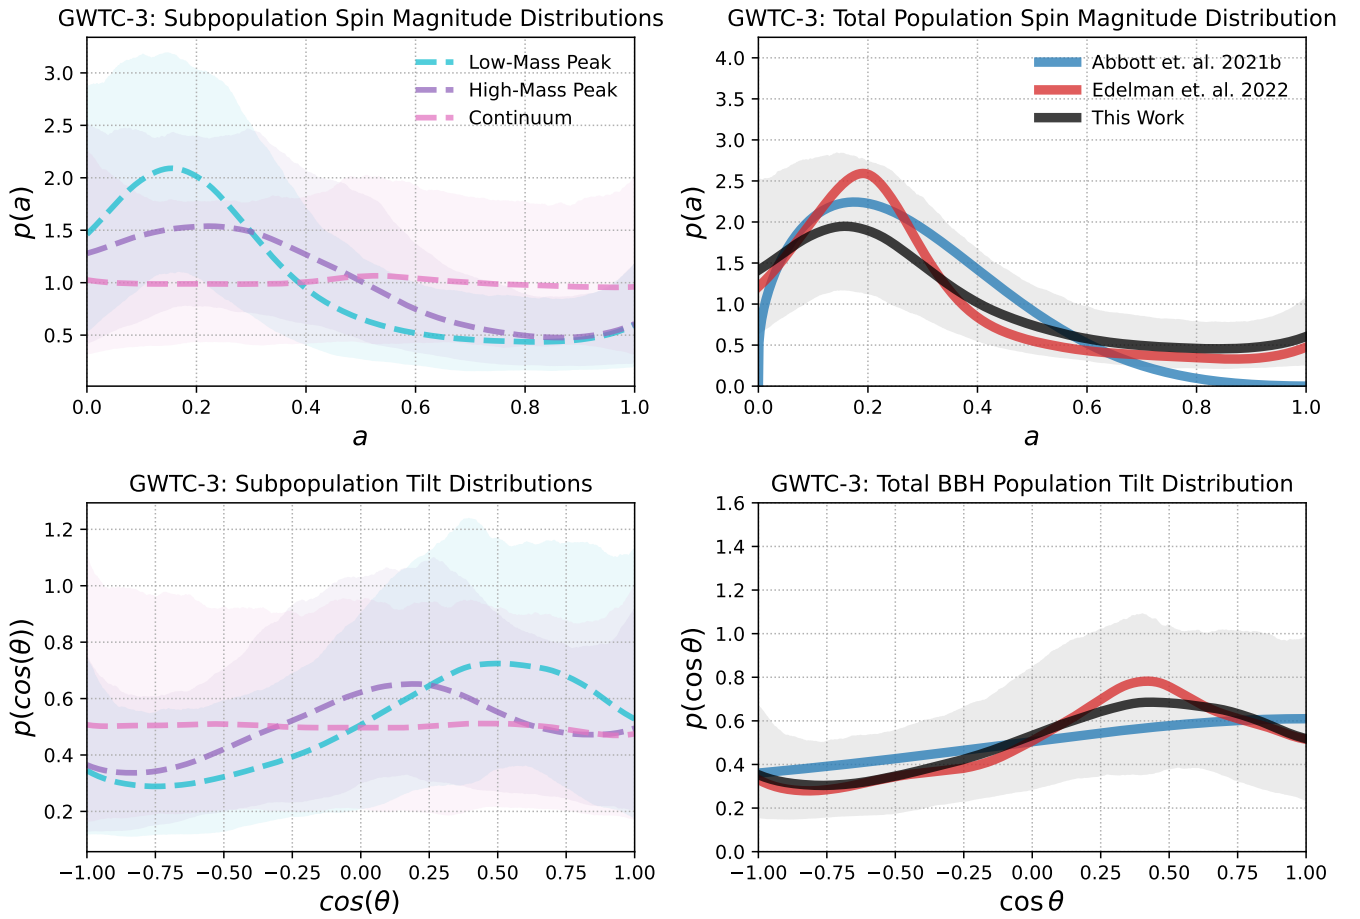 GWTC-3: Subpopulation Spin Magnitude Distributions
p(a)
3.0
2.5
2.0
1.5
1.0
0.5
Low-Mass Peak
High-Mass Peak
Continuum
0.0 0.2 0.4 0.6 0.8 1.0
a
GWTC-3: Total Population Spin Magnitude Distribution
p(a)
4.0
3.5
3.0
2.5
2.0
1.5
1.0
0.5
0.0
Abbott et. al. 2021b
Edelman et. al. 2022
This Work
0.0 0.2 0.4 0.6 0.8 1.0
a
GWTC-3: Subpopulation Tilt Distributions
p(cos(θ))
1.2
1.0
0.8
0.6
0.4
0.2
−1.00 −0.75 −0.50 −0.25 0.00 0.25 0.50 0.75 1.00
cos(θ)
GWTC-3: Total BBH Population Tilt Distribution
p(cos θ)
1.6
1.4
1.2
1.0
0.8
0.6
0.4
0.2
0.0
−1.00 −0.75 −0.50 −0.25 0.00 0.25 0.50 0.75 1.00
cos θ